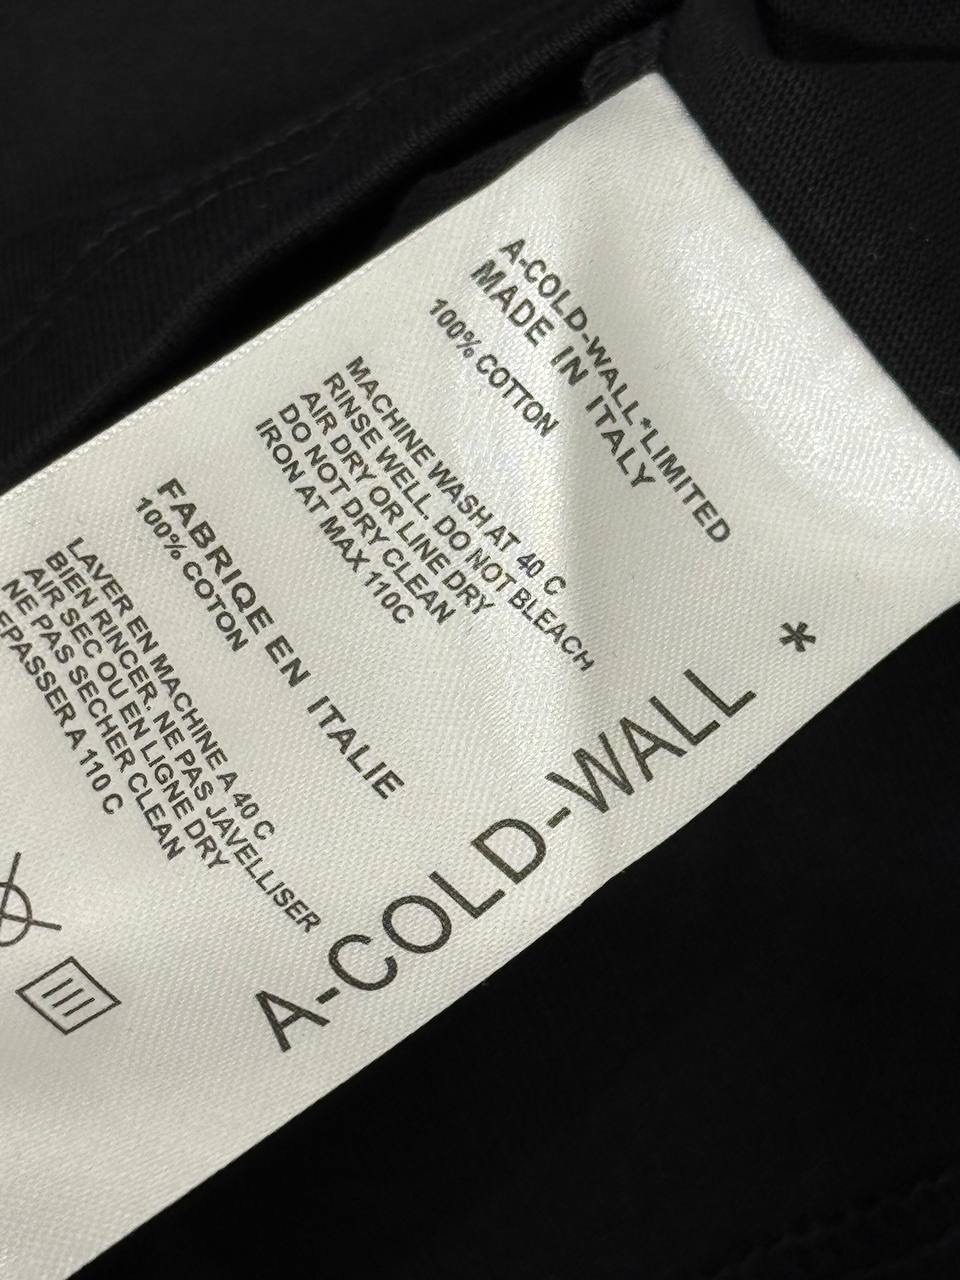 A-COLD-WALL*LIMITED
MADE IN ITALY
100% COTTON
MACHINE WASH AT 40 C
RINSE WELL. DO NOT BLEACH
AIR DRY OR LINE DRY
DO NOT DRY CLEAN
IRON AT MAX 110C
FABRIQE EN ITALIE
100% COTON
LAVER EN MACHINE A 40 C
BIEN RINCER. NE PAS JAVELLISER
AIR SEC OU EN LIGNE DRY
NE PAS SECHER CLEAN
EPASSER A 110 C
A-COLD-WALL *